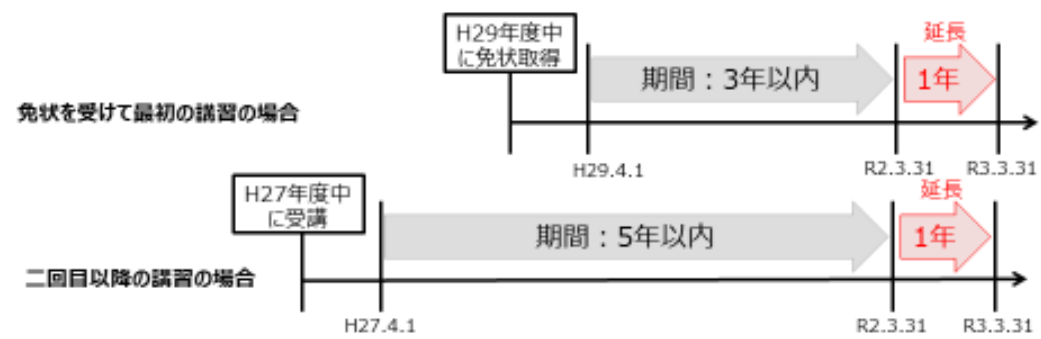 H29年度中
に免状取得
延長
期間：3年以内
1年
免状を受けて最初の講習の場合
H29.4.1
R2.3.31
R3.3.31
H27年度中
に受講
延長
期間：5年以内
1年
二回目以降の講習の場合
H27.4.1
R2.3.31
R3.3.31